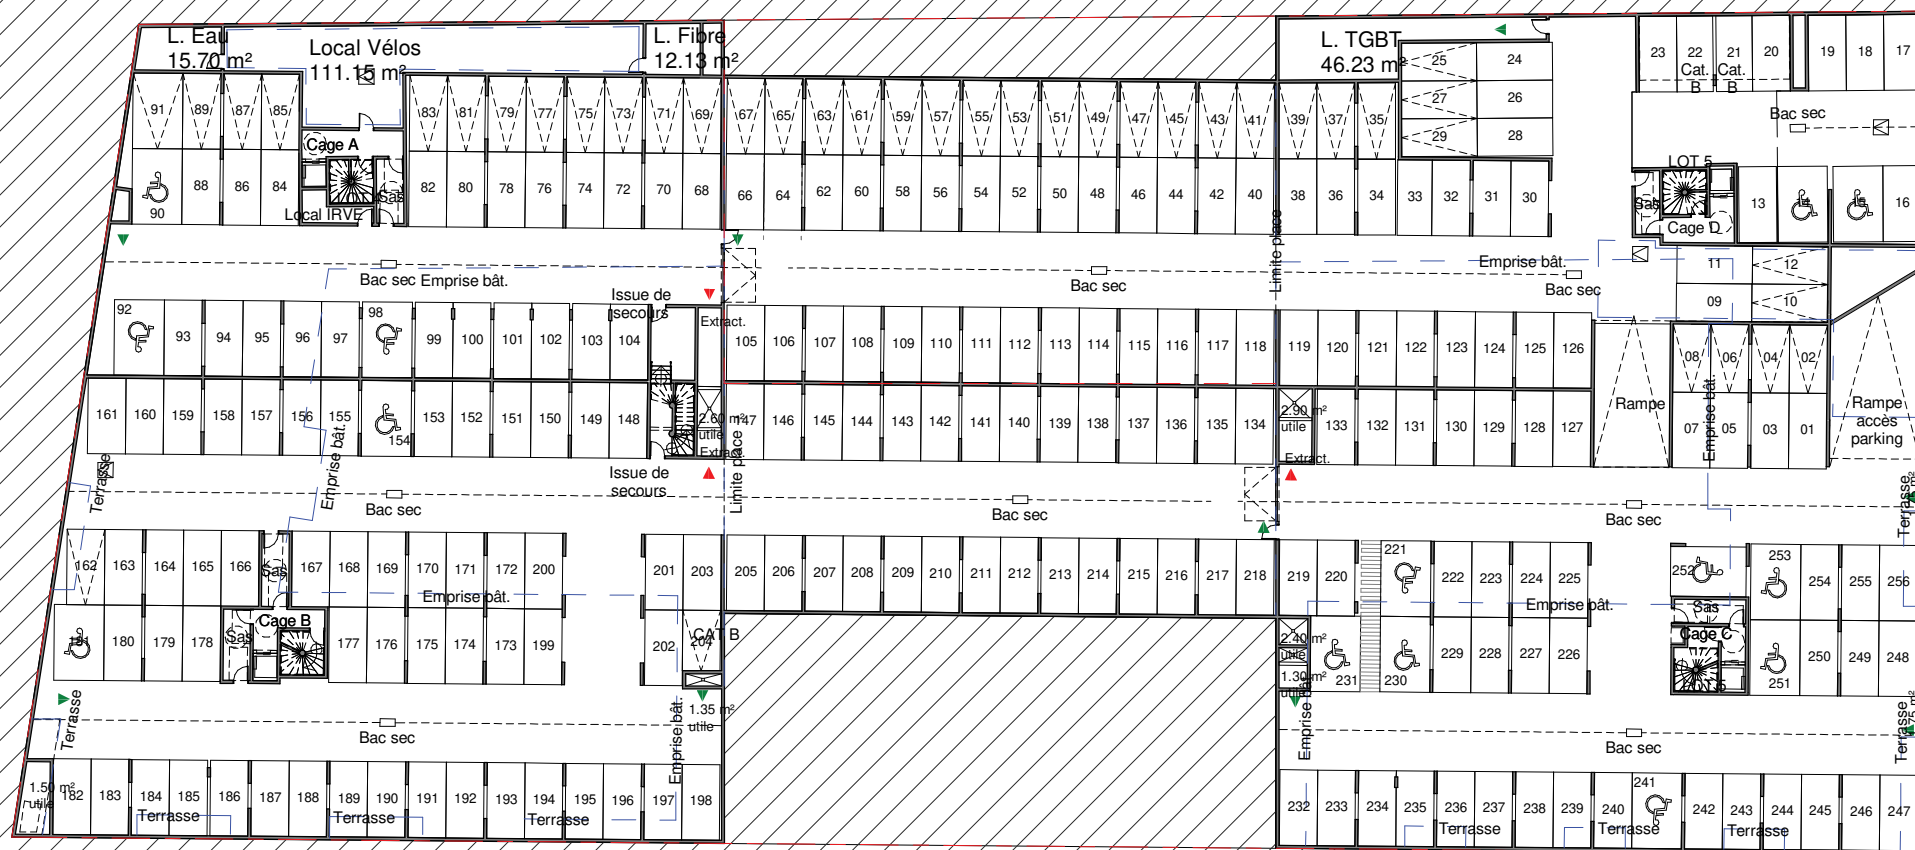 L. Eau
15.70 m²
Local Vélos
111.15 m²
L. Fibre
12.13 m²
L. TGBT
46.23 m²
25 24
27 26
29 28
23 22 21 20 19 18 17
Cat. B Cat. B
Bac sec
91 89 87 85
83 81 79 77 75 73 71 69 67 65 63 61 59 57 55 53 51 49 47 45 43 41 39 37 35
Cage A
90 88 86 84
Local IRVE
Sas
82 80 78 76 74 72 70 68 66 64 62 60 58 56 54 52 50 48 46 44 42 40 38 36 34 33 32 31 30
LOT 5
Sas
Cage D
13 14 15 16
Limite place
Bac sec Emprise bât.
Bac sec
Emprise bât.
Bac sec
11 12
09 10
Issue de
secours
Extract.
92 93 94 95 96 97 98 99 100 101 102 103 104
105 106 107 108 109 110 111 112 113 114 115 116 117 118 119 120 121 122 123 124 125 126
08 06 04 02
Rampe
Emprise bât.
Rampe
accès
parking
161 160 159 158 157 156 155 154 153 152 151 150 149 148
2.60 m²
utile
Extract.
147 146 145 144 143 142 141 140 139 138 137 136 135 134
2.90 m²
utile
Extract.
133 132 131 130 129 128 127
07 05 03 01
Terrasse
Emprise bât.
Issue de
secours
Limite place
Bac sec
Bac sec
Bac sec
Terrasse
162 163 164 165 166
Sas
167 168 169 170 171 172 200
201 203 205 206 207 208 209 210 211 212 213 214 215 216 217 218 219 220 221 222 223 224 225
252 253 254 255 256
Emprise bât.
Emprise bât.
181 180 179 178
Sas
Cage B
177 176 175 174 173 199
202 204
CAT B
2.40 m²
utile
1.30 m²
utile
231 230 229 228 227 226
Sas
Cage C
251 250 249 248
Terrasse
Bac sec
Emprise bât.
1.35 m²
utile
Emprise bât.
Bac sec
Terrasse
1.50 m²
utile
182 183 184 185 186 187 188 189 190 191 192 193 194 195 196 197 198
Terrasse
Terrasse
Terrasse
232 233 234 235 236 237 238 239 240 241 242 243 244 245 246 247
Terrasse
Terrasse
Terrasse